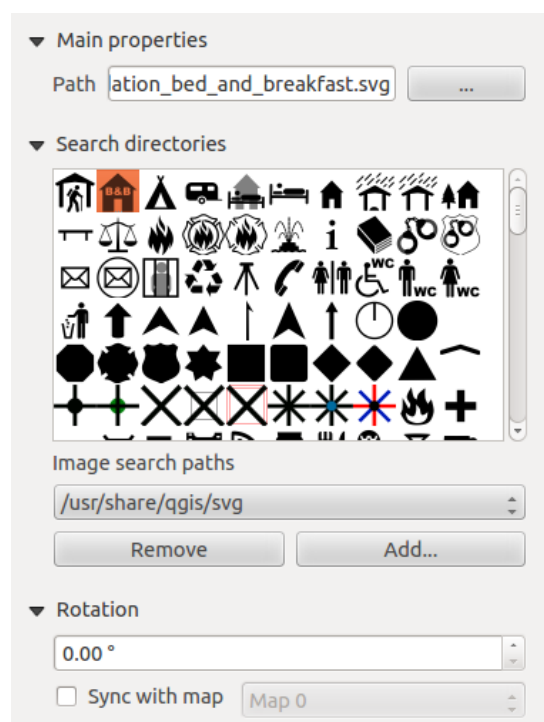 Main properties
Path lation_bed_and_breakfast.svg ...
Search directories
B&B
i
WC
WC WC
Image search paths
/usr/share/qgis/svg
Remove Add...
Rotation
0.00 °
Sync with map Map 0